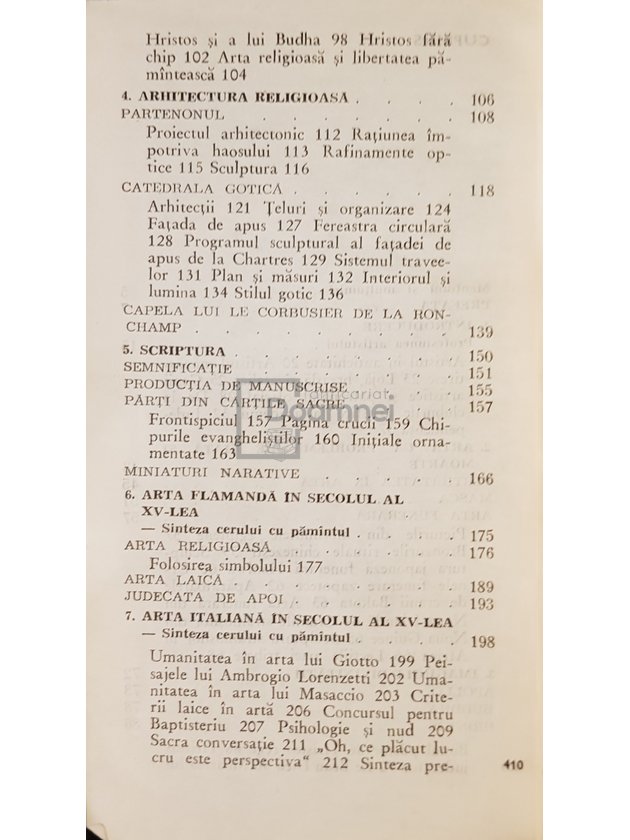 Hristos și a lui Budha 98 Hristos fără
chip 102 Arta religioasă și libertatea pă-
mîntească 104
4. ARHITECTURA RELIGIOASĂ . . . . 106
PARTENONUL . . . . . . . 108
Proiectul arhitectonic 112 Rațiunea îm-
potriva haosului 113 Rafinamente op-
tice 115 Sculptura 116
CATEDRALA GOTICĂ . . . . . . 118
Arhitecții 121 Țeluri și organizare 124
Fațada de apus 127 Fereastra circulară
128 Programul sculptural al fațadei de
apus de la Chartres 129 Sistemul travee-
lor 131 Plan și măsuri 132 Interiorul și
lumina 134 Stilul gotic 136
CAPELA LUI LE CORBUSIER DE LA RON-
CHAMP . . . . . . . . . 139
5. SCRIPTURA . . . . . . . . 150
SEMNIFICAȚIE . . . . . . . 151
PRODUCȚIA DE MANUSCRISE . . . . 155
PĂRȚI DIN CĂRȚILE SACRE . . . . 157
Frontispiciul 157 Pagina crucii 159 Chi-
purile evangheliștilor 160 Inițiale orna-
mentate 163
MINIATURI NARATIVE . . . . . 166
anticariat
Doamnei
6. ARTA FLAMANDĂ ÎN SECOLUL AL
XV-LEA
— Sinteza cerului cu pămîntul . . . . 175
ARTA RELIGIOASĂ . . . . . . 176
Folosirea simbolului 177
ARTA LAICĂ . . . . . . . 189
JUDECATA DE APOI . . . . . . 193
7. ARTA ITALIANĂ ÎN SECOLUL AL XV-LEA
— Sinteza cerului cu pămîntul . . . . 198
Umanitatea în arta lui Giotto 199 Pei-
sajele lui Ambrogio Lorenzetti 202 Uma-
nitatea în arta lui Masaccio 203 Crite-
rii laice în artă 206 Concursul pentru
Baptisteriu 207 Psihologie și nud 209
Sacra conversație 211 „Oh, ce plăcut lu-
cru este perspectiva“ 212 Sinteza pre-
410